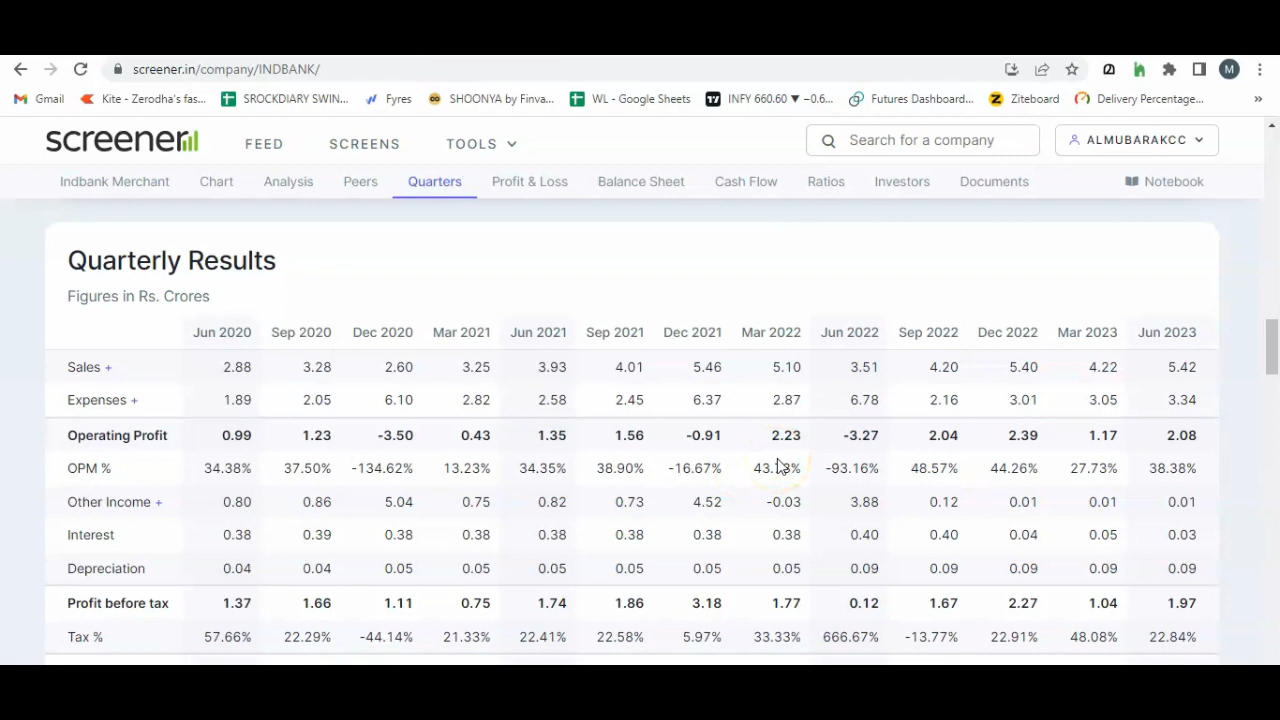 screener.in/company/INDBANK/
M
Gmail Kite - Zerodha's fas... SROCKDIARY SWIN... Fyres SHOONYA by Finva... WL - Google Sheets INFY 660.60 ▼ −0.6... Futures Dashboard... Ziteboard Delivery Percentage... »
screener FEED SCREENS TOOLS Search for a company ALMUBARAKCC
Indbank Merchant Chart Analysis Peers Quarters Profit & Loss Balance Sheet Cash Flow Ratios Investors Documents Notebook
Quarterly Results
Figures in Rs. Crores
Jun 2020 Sep 2020 Dec 2020 Mar 2021 Jun 2021 Sep 2021 Dec 2021 Mar 2022 Jun 2022 Sep 2022 Dec 2022 Mar 2023 Jun 2023
Sales + 2.88 3.28 2.60 3.25 3.93 4.01 5.46 5.10 3.51 4.20 5.40 4.22 5.42
Expenses + 1.89 2.05 6.10 2.82 2.58 2.45 6.37 2.87 6.78 2.16 3.01 3.05 3.34
Operating Profit 0.99 1.23 -3.50 0.43 1.35 1.56 -0.91 2.23 -3.27 2.04 2.39 1.17 2.08
OPM % 34.38% 37.50% -134.62% 13.23% 34.35% 38.90% -16.67% -93.16% 48.57% 44.26% 27.73% 38.38%
Other Income + 0.80 0.86 5.04 0.75 0.82 0.73 4.52 -0.03 3.88 0.12 0.01 0.01 0.01
Interest 0.38 0.39 0.38 0.38 0.38 0.38 0.38 0.38 0.40 0.40 0.04 0.05 0.03
Depreciation 0.04 0.04 0.05 0.05 0.05 0.05 0.05 0.05 0.09 0.09 0.09 0.09 0.09
Profit before tax 1.37 1.66 1.11 0.75 1.74 1.86 3.18 1.77 0.12 1.67 2.27 1.04 1.97
Tax % 57.66% 22.29% -44.14% 21.33% 22.41% 22.58% 5.97% 33.33% 666.67% -13.77% 22.91% 48.08% 22.84%